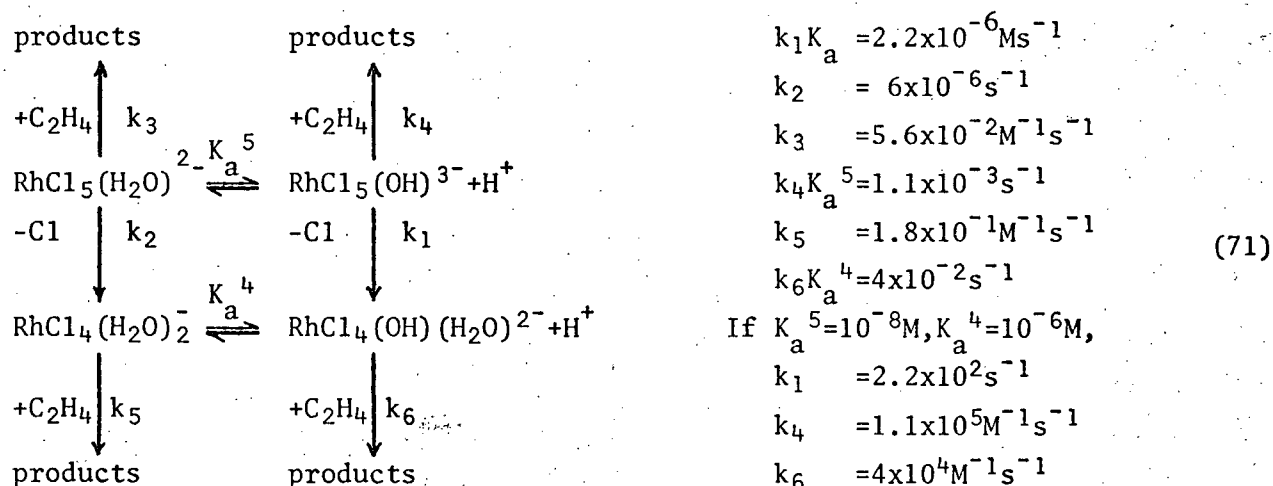 products products
+C₂H₄ k₃ +C₂H₄ k₄
RhCl₅(H₂O)²⁻ ⇌ Kₐ⁵ RhCl₅(OH)³⁻+H⁺
-Cl k₂ -Cl k₁
RhCl₄(H₂O)₂⁻ ⇌ Kₐ⁴ RhCl₄(OH)(H₂O)²⁻+H⁺
+C₂H₄ k₅ +C₂H₄ k₆
products products
k₁Kₐ =2.2x10⁻⁶Ms⁻¹
k₂ = 6x10⁻⁶s⁻¹
k₃ =5.6x10⁻²M⁻¹s⁻¹
k₄Kₐ⁵=1.1x10⁻³s⁻¹
k₅ =1.8x10⁻¹M⁻¹s⁻¹
k₆Kₐ⁴=4x10⁻²s⁻¹
If Kₐ⁵=10⁻⁸M,Kₐ⁴=10⁻⁶M,
k₁ =2.2x10²s⁻¹
k₄ =1.1x10⁵M⁻¹s⁻¹
k₆ =4x10⁴M⁻¹s⁻¹
(71)